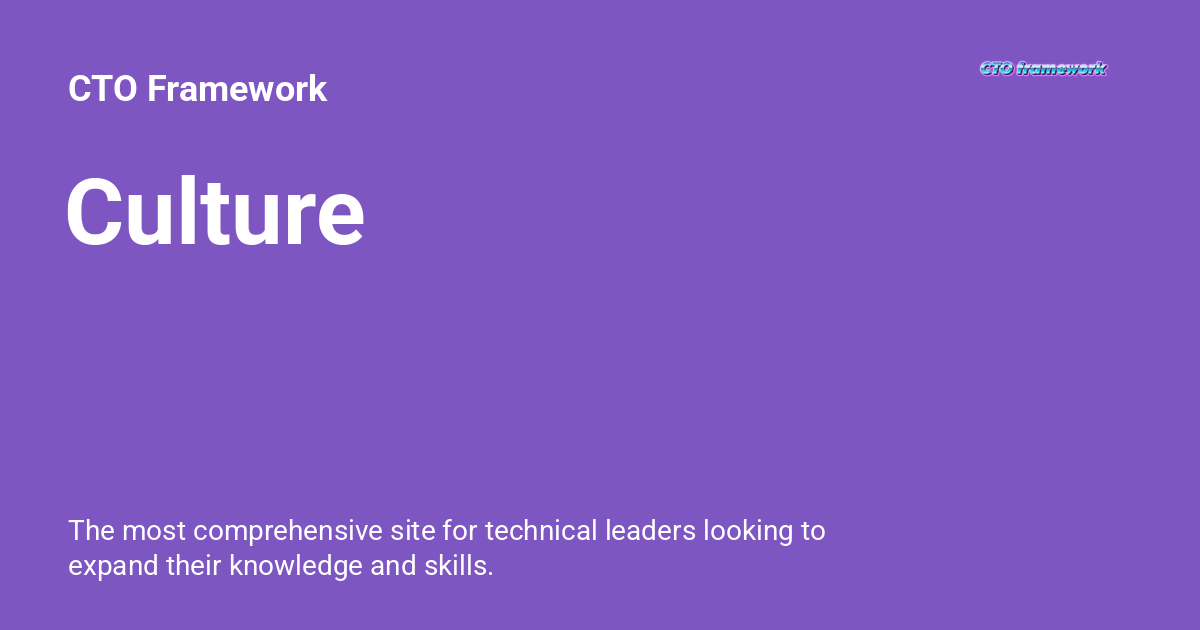 CTO Framework
CTO framework
Culture
The most comprehensive site for technical leaders looking to
expand their knowledge and skills.